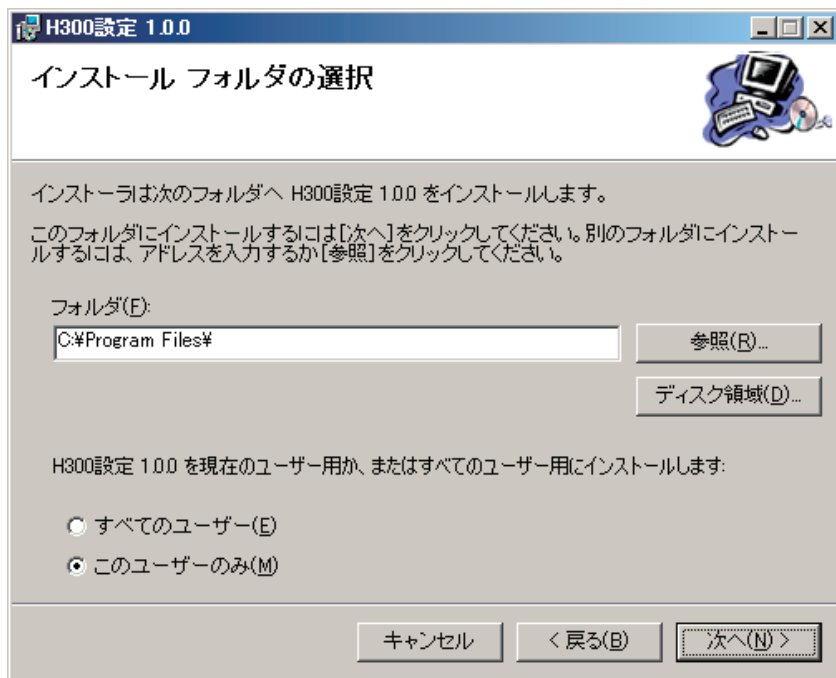 H300設定 1.0.0
インストール フォルダの選択
インストーラは次のフォルダへ H300設定 1.0.0 をインストールします。
このフォルダにインストールするには[次へ]をクリックしてください。別のフォルダにインストー
ルするには、アドレスを入力するか[参照]をクリックしてください。
フォルダ(F):
C:¥Program Files¥
参照(R)...
ディスク領域(D)...
H300設定 1.0.0 を現在のユーザー用か、またはすべてのユーザー用にインストールします:
すべてのユーザー(E)
このユーザーのみ(M)
キャンセル
< 戻る(B)
次へ(N) >